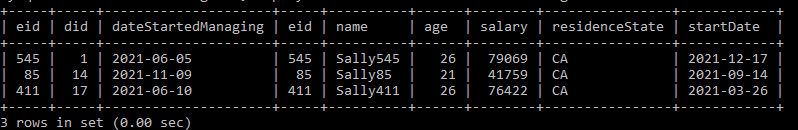 | eid | did | dateStartedManaging | eid | name | age | salary | residenceState | startDate |
| 545 | 1 | 2021-06-05 | 545 | Sally545 | 26 | 79069 | CA | 2021-12-17 |
| 85 | 14 | 2021-11-09 | 85 | Sally85 | 21 | 41759 | CA | 2021-09-14 |
| 411 | 17 | 2021-06-10 | 411 | Sally411 | 26 | 76422 | CA | 2021-03-26 |
3 rows in set (0.00 sec)